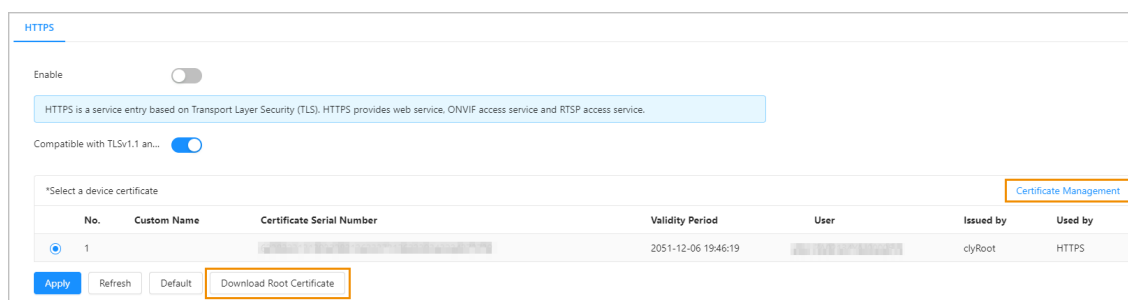 HTTPS
Enable
HTTPS is a service entry based on Transport Layer Security (TLS). HTTPS provides web service, ONVIF access service and RTSP access service.
Compatible with TLSv1.1 an...
*Select a device certificate Certificate Management
No. Custom Name Certificate Serial Number Validity Period User Issued by Used by
1 2051-12-06 19:46:19 clyRoot HTTPS
Apply Refresh Default Download Root Certificate